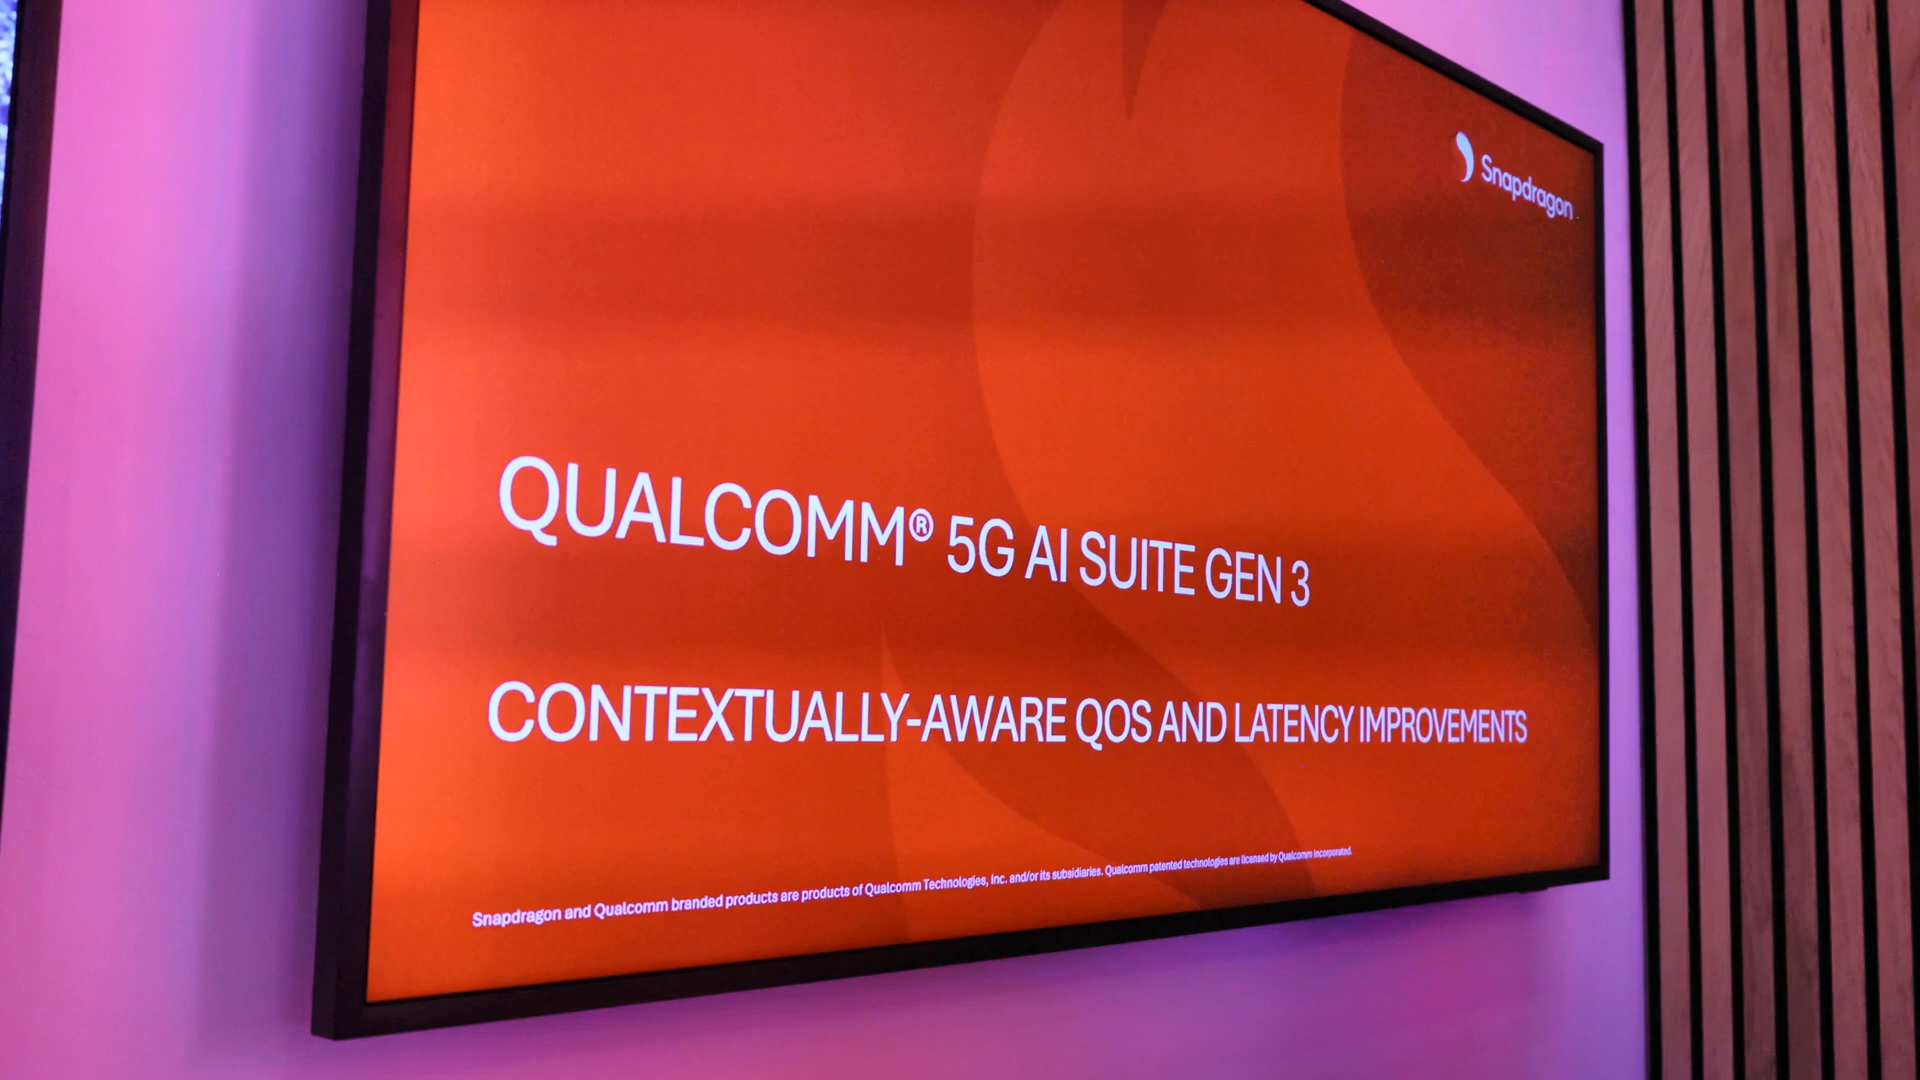 Snapdragon
QUALCOMM® 5G AI SUITE GEN 3
CONTEXTUALLY-AWARE QOS AND LATENCY IMPROVEMENTS
Snapdragon and Qualcomm branded products are products of Qualcomm Technologies, Inc. and/or its subsidiaries. Qualcomm patented technologies are licensed by Qualcomm Incorporated.